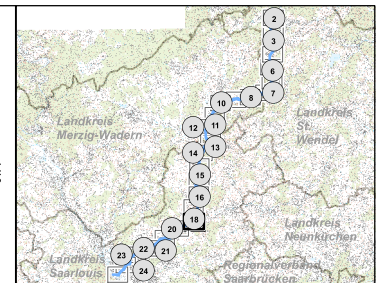 2
3
6
7
8
10
11
12
13
14
15
16
18
20
21
22
23
24
Landkreis
Merzig-Wadern
Landkreis
St.
Wendel
Landkreis
Neunkirchen
Landkreis
Saarlouis
Regionalverband
Saarbrücken